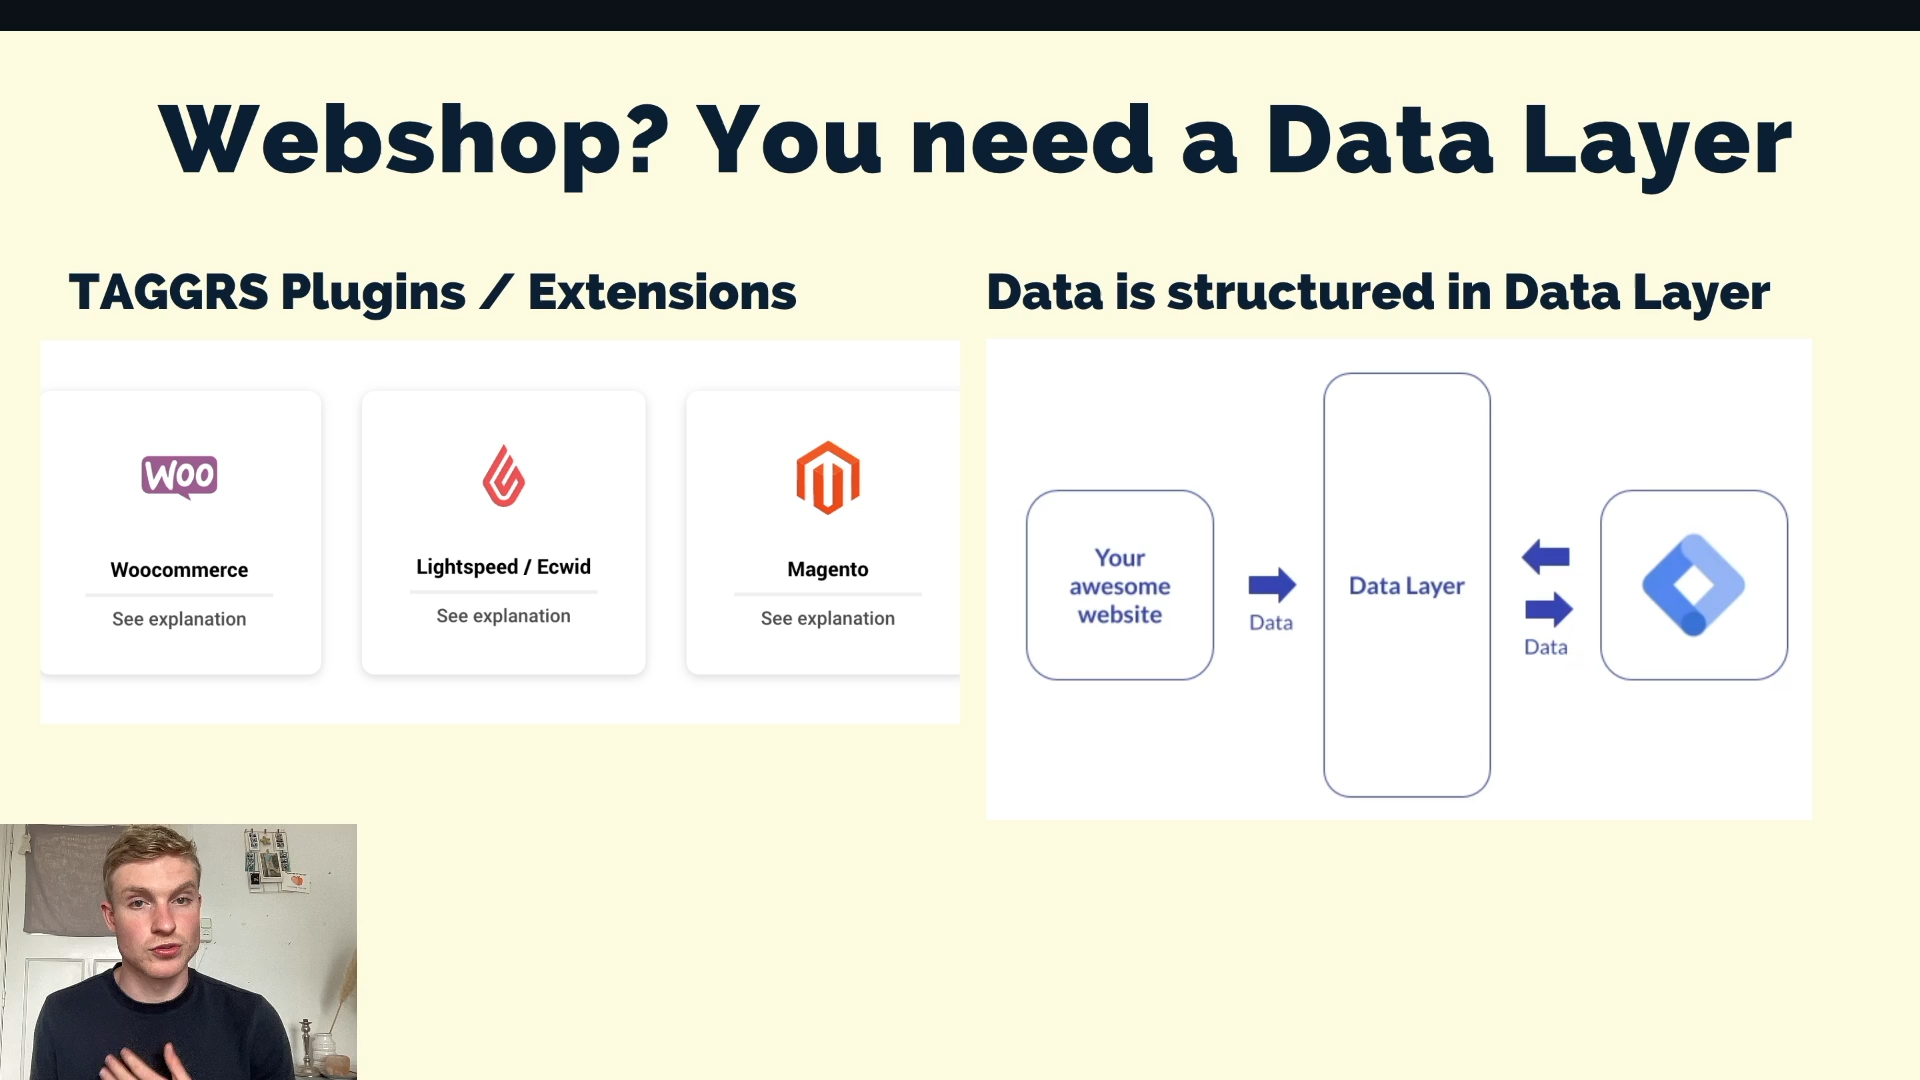 Webshop? You need a Data Layer
TAGGRS Plugins / Extensions
Data is structured in Data Layer
Woo
Woocommerce
See explanation
Lightspeed / Ecwid
See explanation
Magento
See explanation
Your
awesome
website
Data
Data Layer
Data